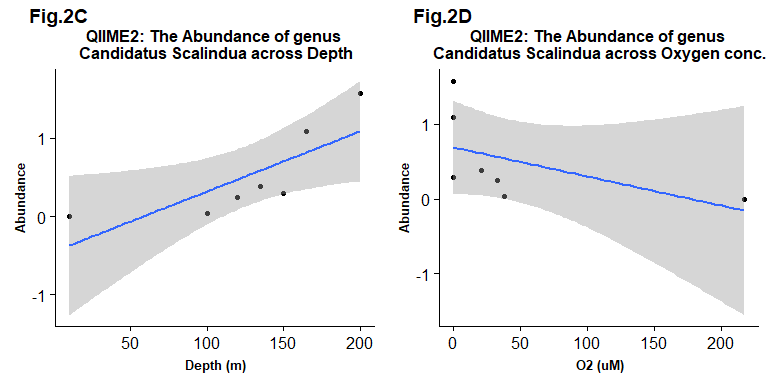 Fig.2C
QIIME2: The Abundance of genus
Candidatus Scalindua across Depth
Abundance
1
0
-1
50
100
150
200
Depth (m)
Fig.2D
QIIME2: The Abundance of genus
Candidatus Scalindua across Oxygen conc.
Abundance
1
0
-1
0
50
100
150
200
O2 (uM)